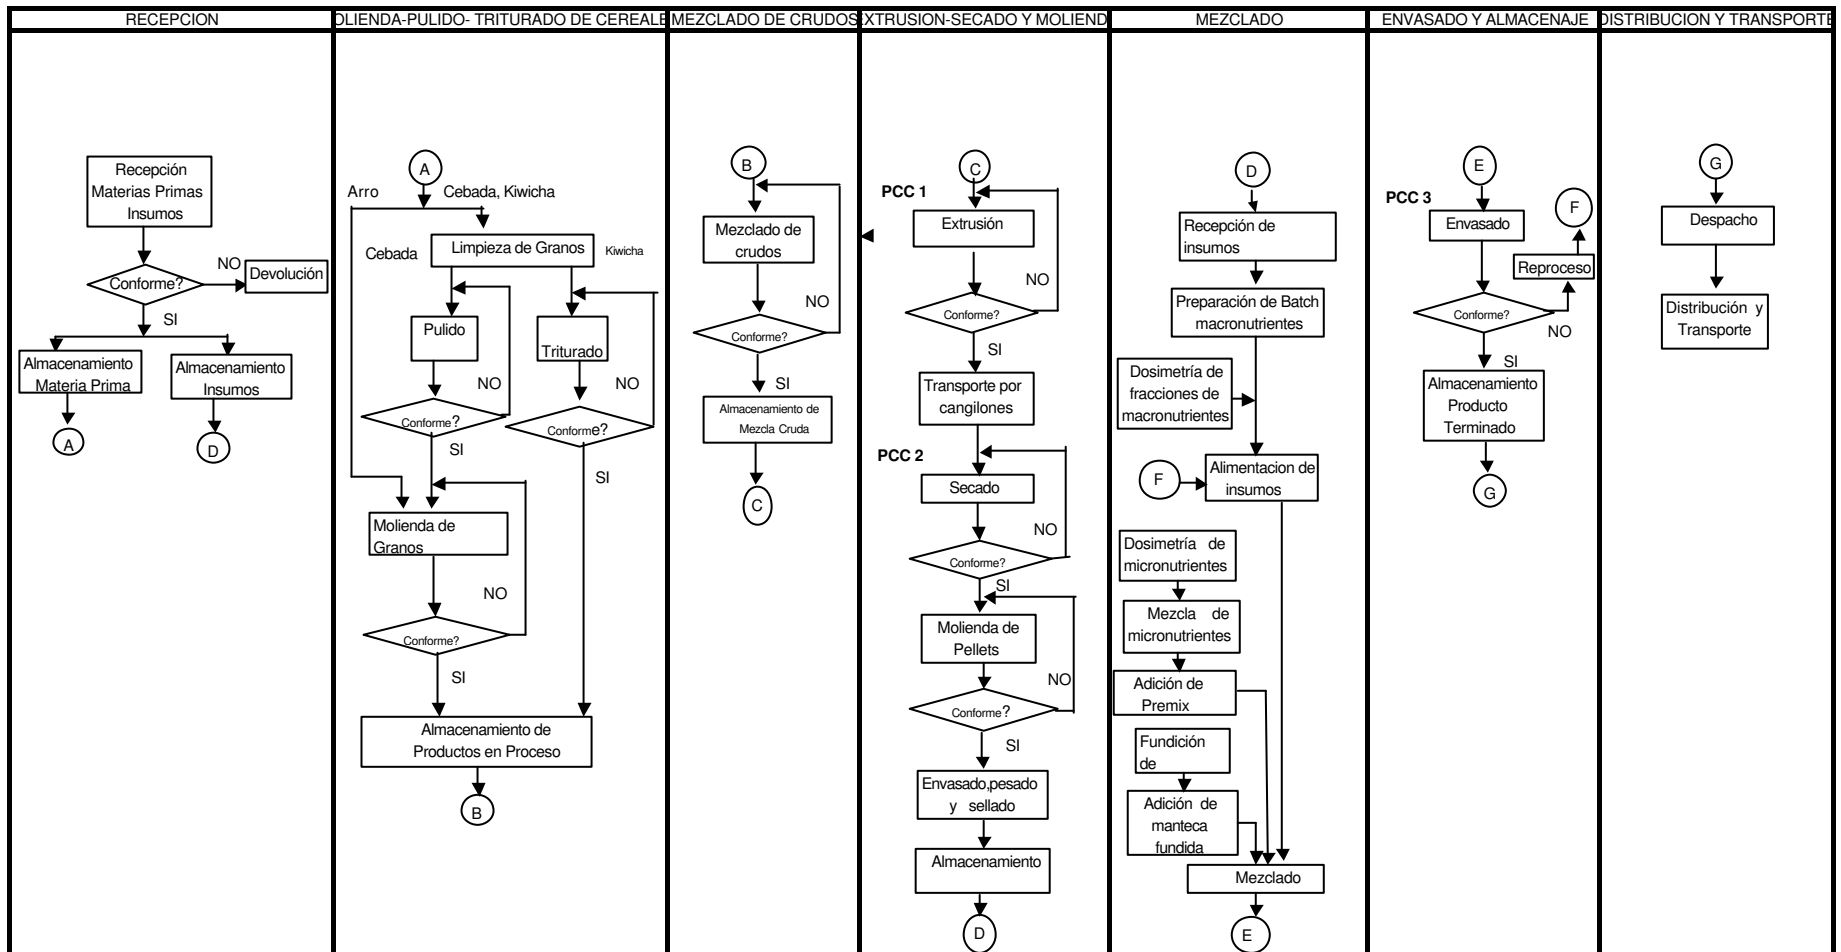 RECEPCION
OLIENDA-PULIDO- TRITURADO DE CEREALE
MEZCLADO DE CRUDOS
EXTRUSION-SECADO Y MOLIEND
MEZCLADO
ENVASADO Y ALMACENAJE
DISTRIBUCION Y TRANSPORTE
Recepción
Materias Primas
Insumos
Conforme?
NO
Devolución
SI
Almacenamiento
Materia Prima
Almacenamiento
Insumos
A
D
A
Arro
Cebada, Kiwicha
Limpieza de Granos
Cebada
Kiwicha
Pulido
Triturado
NO
NO
Conforme?
Conforme?
SI
SI
Molienda de
Granos
NO
Conforme?
SI
Almacenamiento de
Productos en Proceso
B
B
Mezclado de
crudos
NO
Conforme?
SI
Almacenamiento de
Mezcla Cruda
C
C
PCC 1
Extrusión
NO
Conforme?
SI
Transporte por
cangilones
PCC 2
Secado
NO
Conforme?
SI
Molienda de
Pellets
NO
Conforme?
SI
Envasado,pesado
y sellado
Almacenamiento
D
D
Recepción de
insumos
Preparación de Batch
macronutrientes
Dosimetría de
fracciones de
macronutrientes
Alimentacion de
insumos
F
Dosimetría de
micronutrientes
Mezcla de
micronutrientes
Adición de
Premix
Fundición
de
Adición de
manteca
fundida
Mezclado
E
E
PCC 3
Envasado
F
Reproceso
Conforme?
NO
SI
Almacenamiento
Producto
Terminado
G
G
Despacho
Distribución y
Transporte